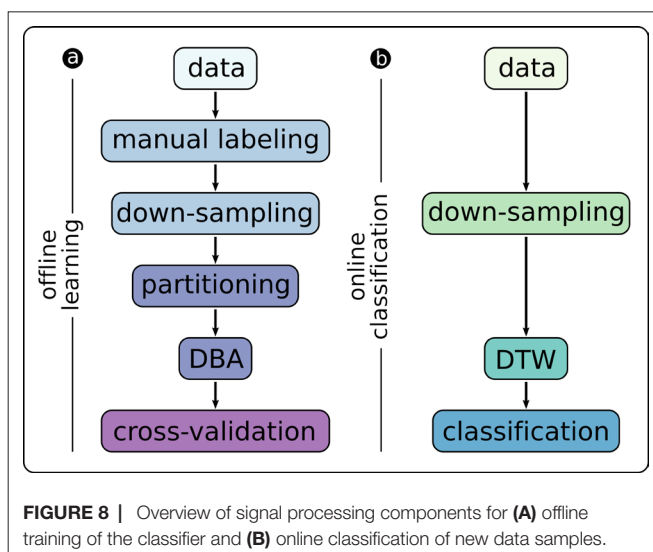 a
data
manual labeling
down-sampling
partitioning
DBA
cross-validation
offline
learning
b
data
down-sampling
DTW
classification
online
classification
FIGURE 8 | Overview of signal processing components for (A) offline
training of the classifier and (B) online classification of new data samples.